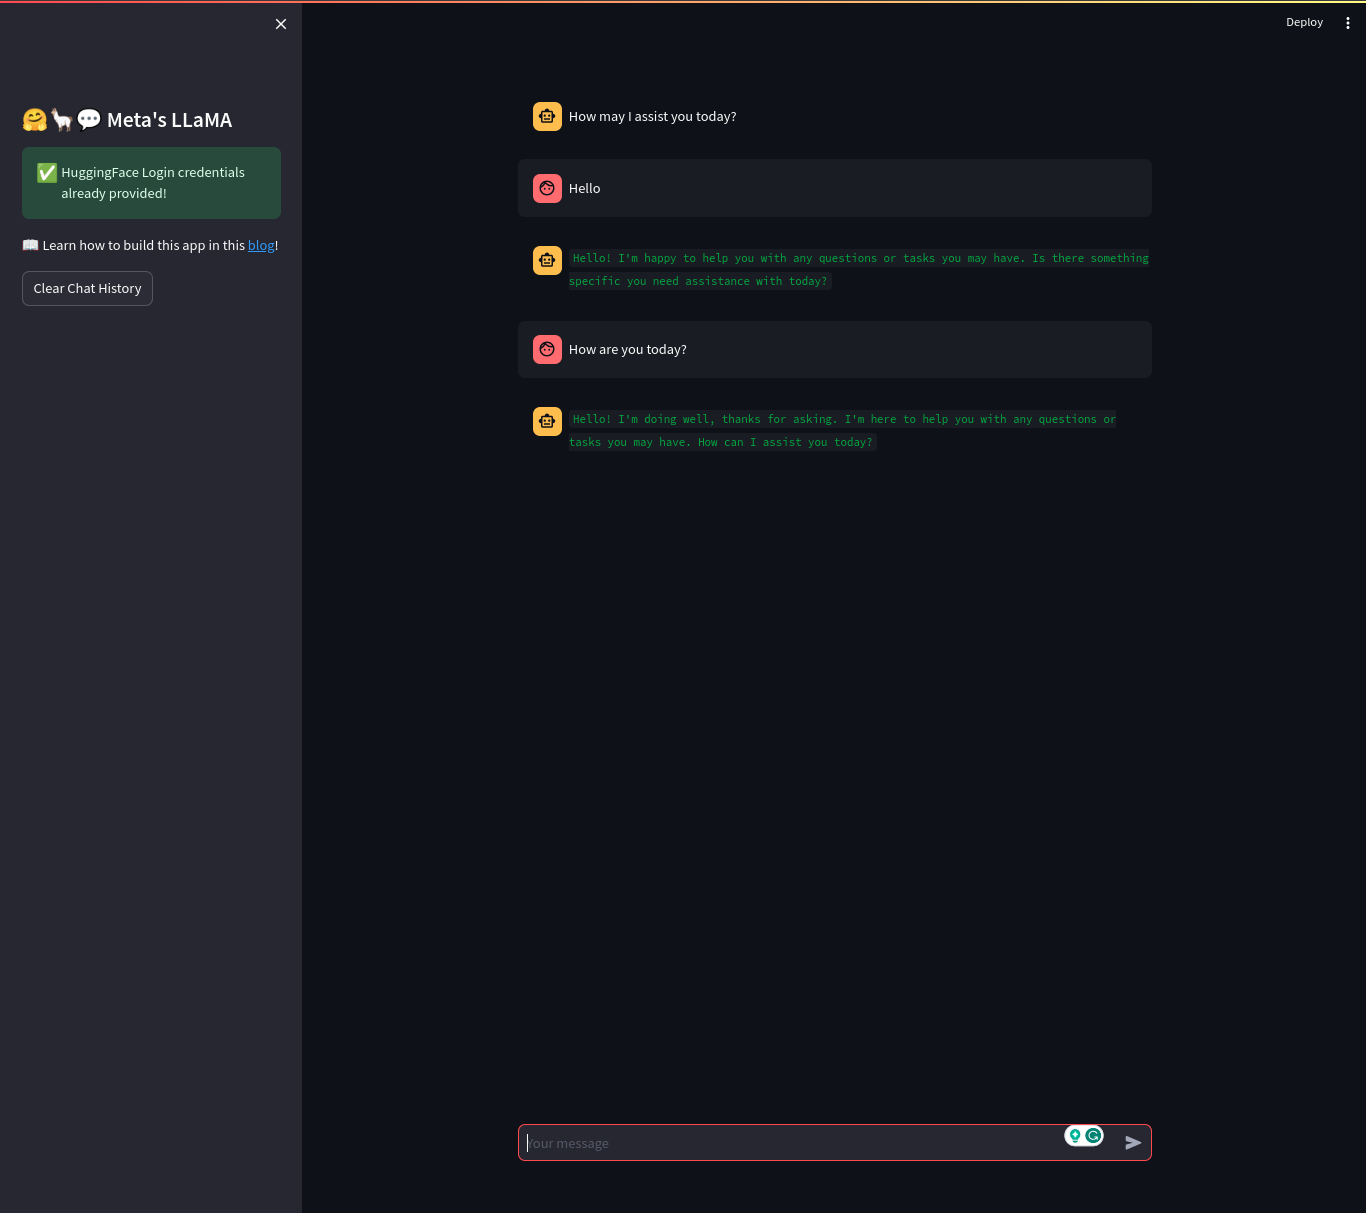 Deploy
🤗🦙💬 Meta's LLaMA
✅ HuggingFace Login credentials
already provided!
📖 Learn how to build this app in this blog!
Clear Chat History
How may I assist you today?
Hello
Hello! I'm happy to help you with any questions or tasks you may have. Is there something
specific you need assistance with today?
How are you today?
Hello! I'm doing well, thanks for asking. I'm here to help you with any questions or
tasks you may have. How can I assist you today?
Your message